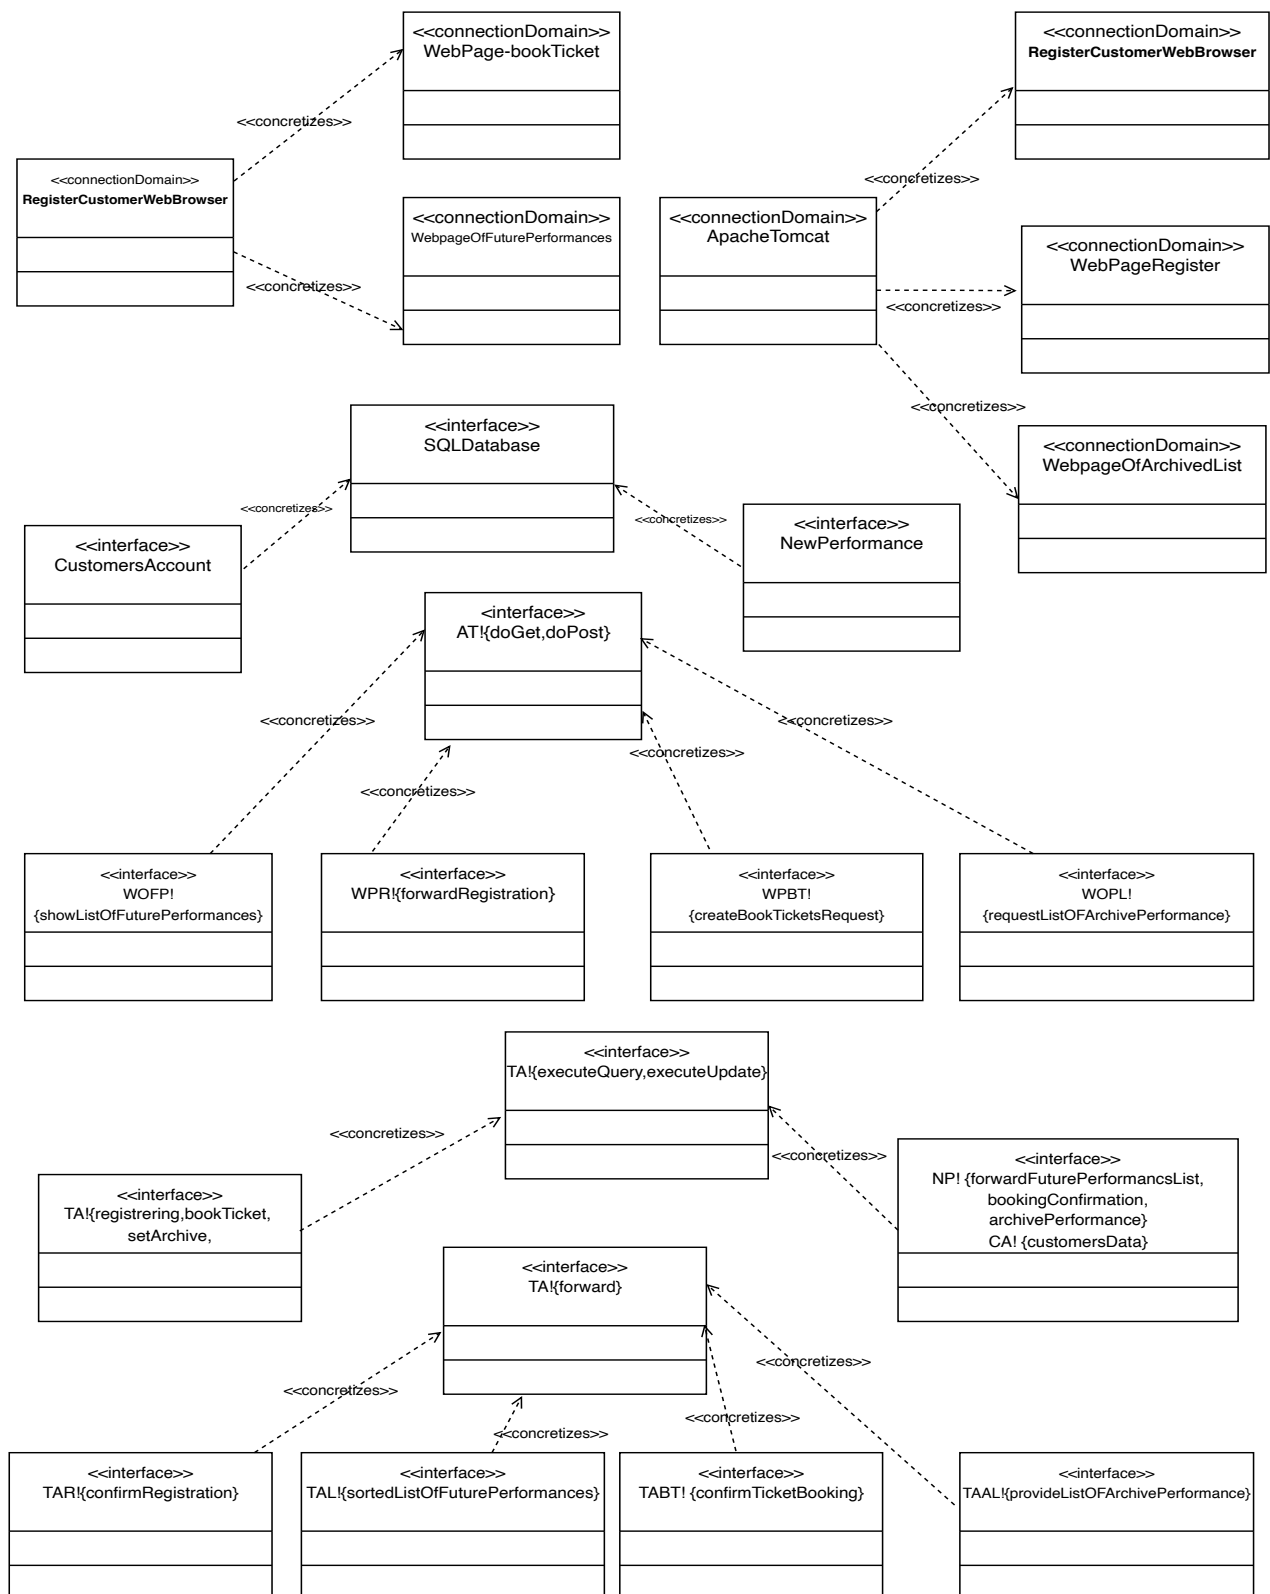 <<connectionDomain>>
WebPage-bookTicket
<<connectionDomain>>
RegisterCustomerWebBrowser
<<concretizes>>
<<connectionDomain>>
RegisterCustomerWebBrowser
<<concretizes>>
<<connectionDomain>>
WebpageOfFuturePerformances
<<connectionDomain>>
ApacheTomcat
<<connectionDomain>>
WebPageRegister
<<concretizes>>
<<concretizes>>
<<concretizes>>
<<connectionDomain>>
WebpageOfArchivedList
<<interface>>
SQLDatabase
<<concretizes>>
<<concretizes>>
<<interface>>
CustomersAccount
<<interface>>
NewPerformance
<interface>>
AT!{doGet,doPost}
<<concretizes>>
<<concretizes>>
<<concretizes>>
<<concretizes>>
<<interface>>
WOFP!
{showListOfFuturePerformances}
<<interface>>
WPR!{forwardRegistration}
<<interface>>
WPBT!
{createBookTicketsRequest}
<<interface>>
WOPL!
{requestListOFArchivePerformance}
<<interface>>
TA!{executeQuery,executeUpdate}
<<concretizes>>
<<concretizes>>
<<interface>>
TA!{registrering,bookTicket,
setArchive,
<<interface>>
NP! {forwardFuturePerformancsList,
bookingConfirmation,
archivePerformance}
CA! {customersData}
<<interface>>
TA!{forward}
<<concretizes>>
<<concretizes>>
<<concretizes>>
<<concretizes>>
<<interface>>
TAR!{confirmRegistration}
<<interface>>
TAL!{sortedListOfFuturePerformances}
<<interface>>
TABT! {confirmTicketBooking}
<<interface>>
TAAL!{provideListOFArchivePerformance}